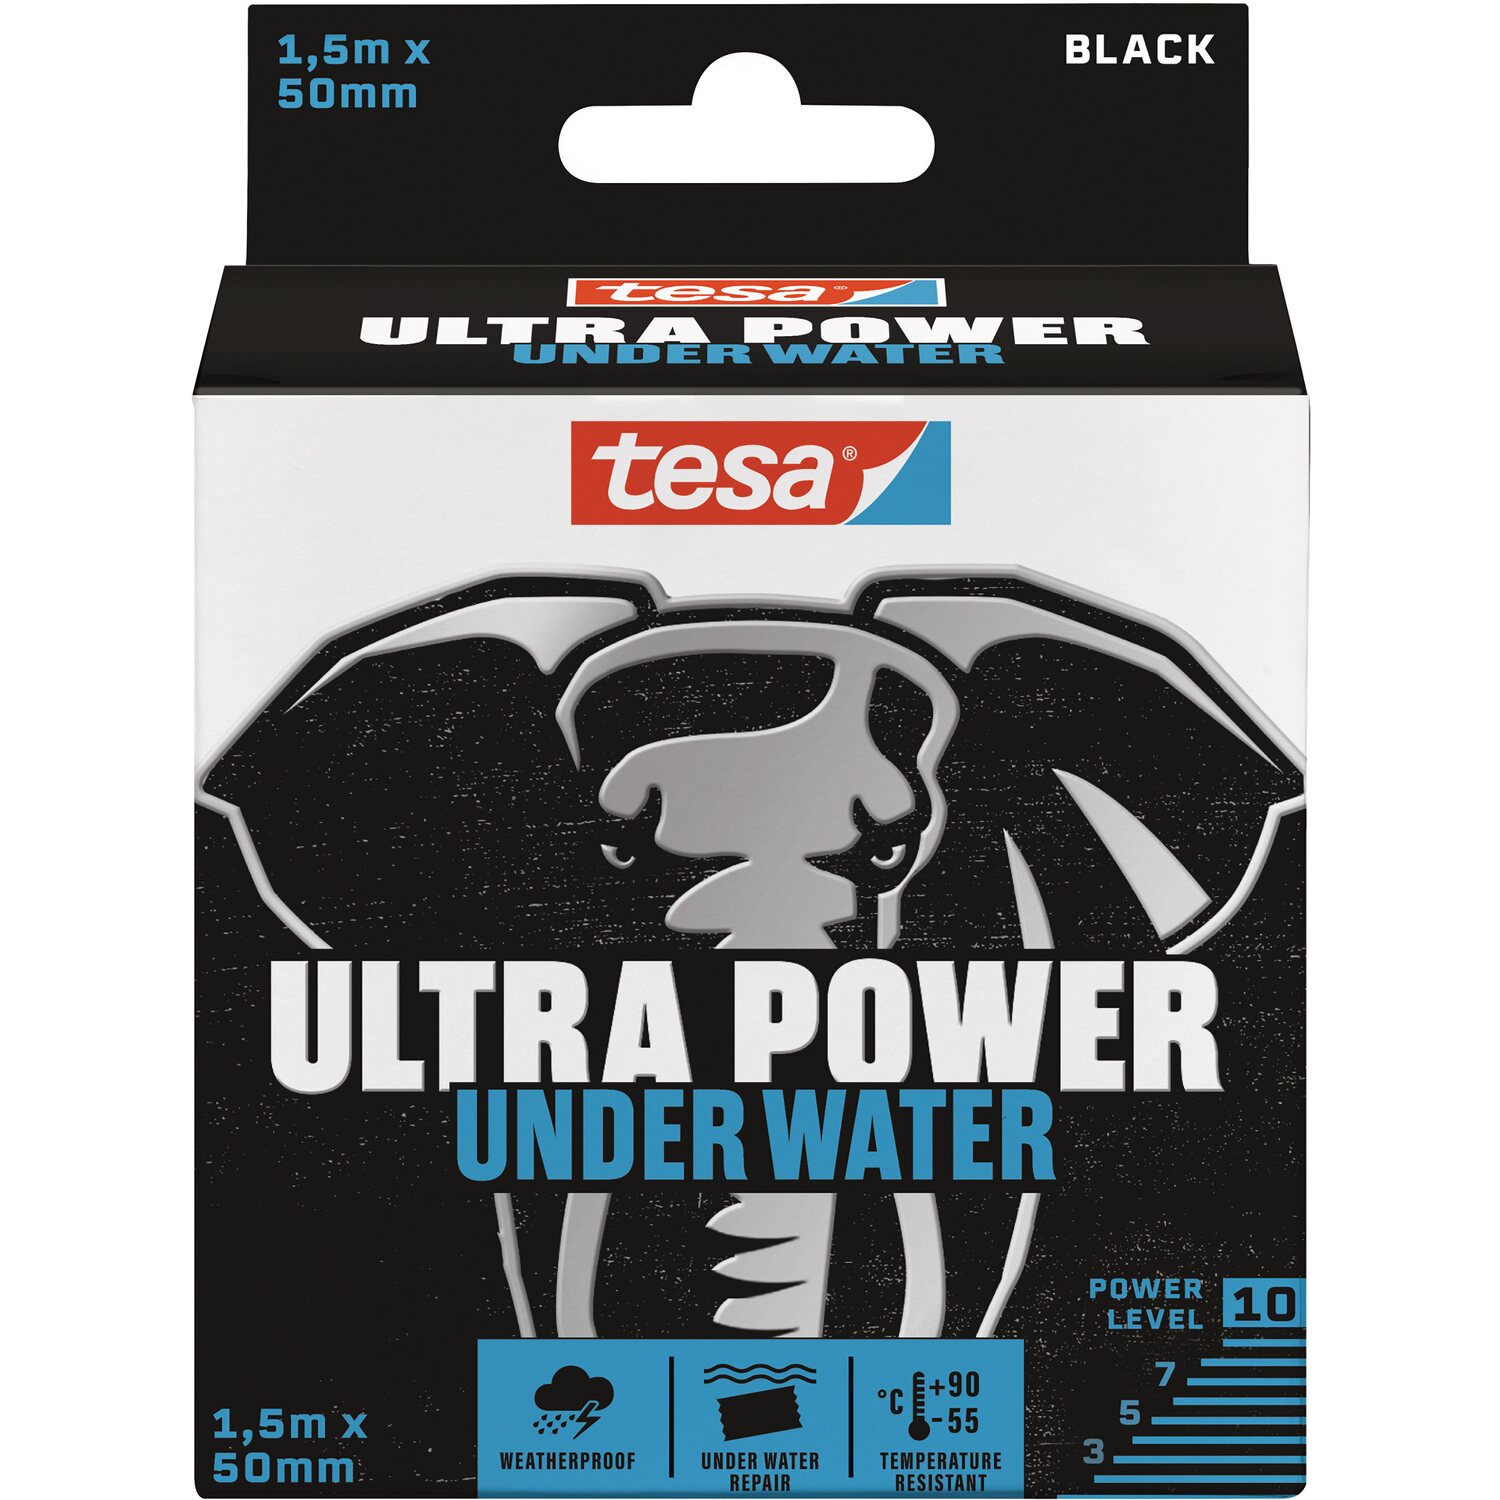 1,5m x
50mm
BLACK
tesa®
ULTRA POWER
UNDER WATER
tesa®
ULTRA POWER
UNDER WATER
POWER
LEVEL
10
7
5
3
1,5m x
50mm
WEATHERPROOF
UNDER WATER
REPAIR
°C +90
-55
TEMPERATURE
RESISTANT